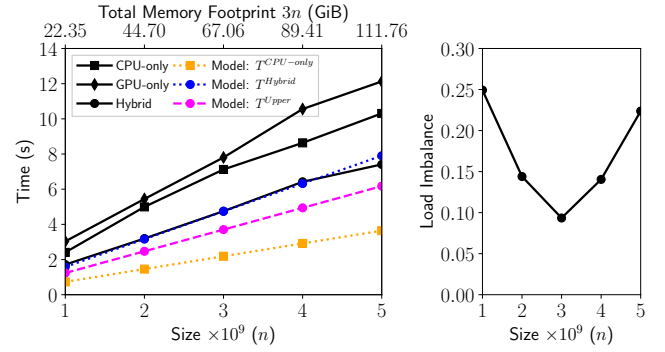 Total Memory Footprint 3n (GiB)
22.35 44.70 67.06 89.41 111.76
14
12
10
8
6
4
2
0
Time (s)
CPU-only
GPU-only
Hybrid
Model: T^{CPU-only}
Model: T^{Hybrid}
Model: T^{Upper}
1 2 3 4 5
Size ×10^9 (n)
0.30
0.25
0.20
0.15
0.10
0.05
0.00
Load Imbalance
1 2 3 4 5
Size ×10^9 (n)